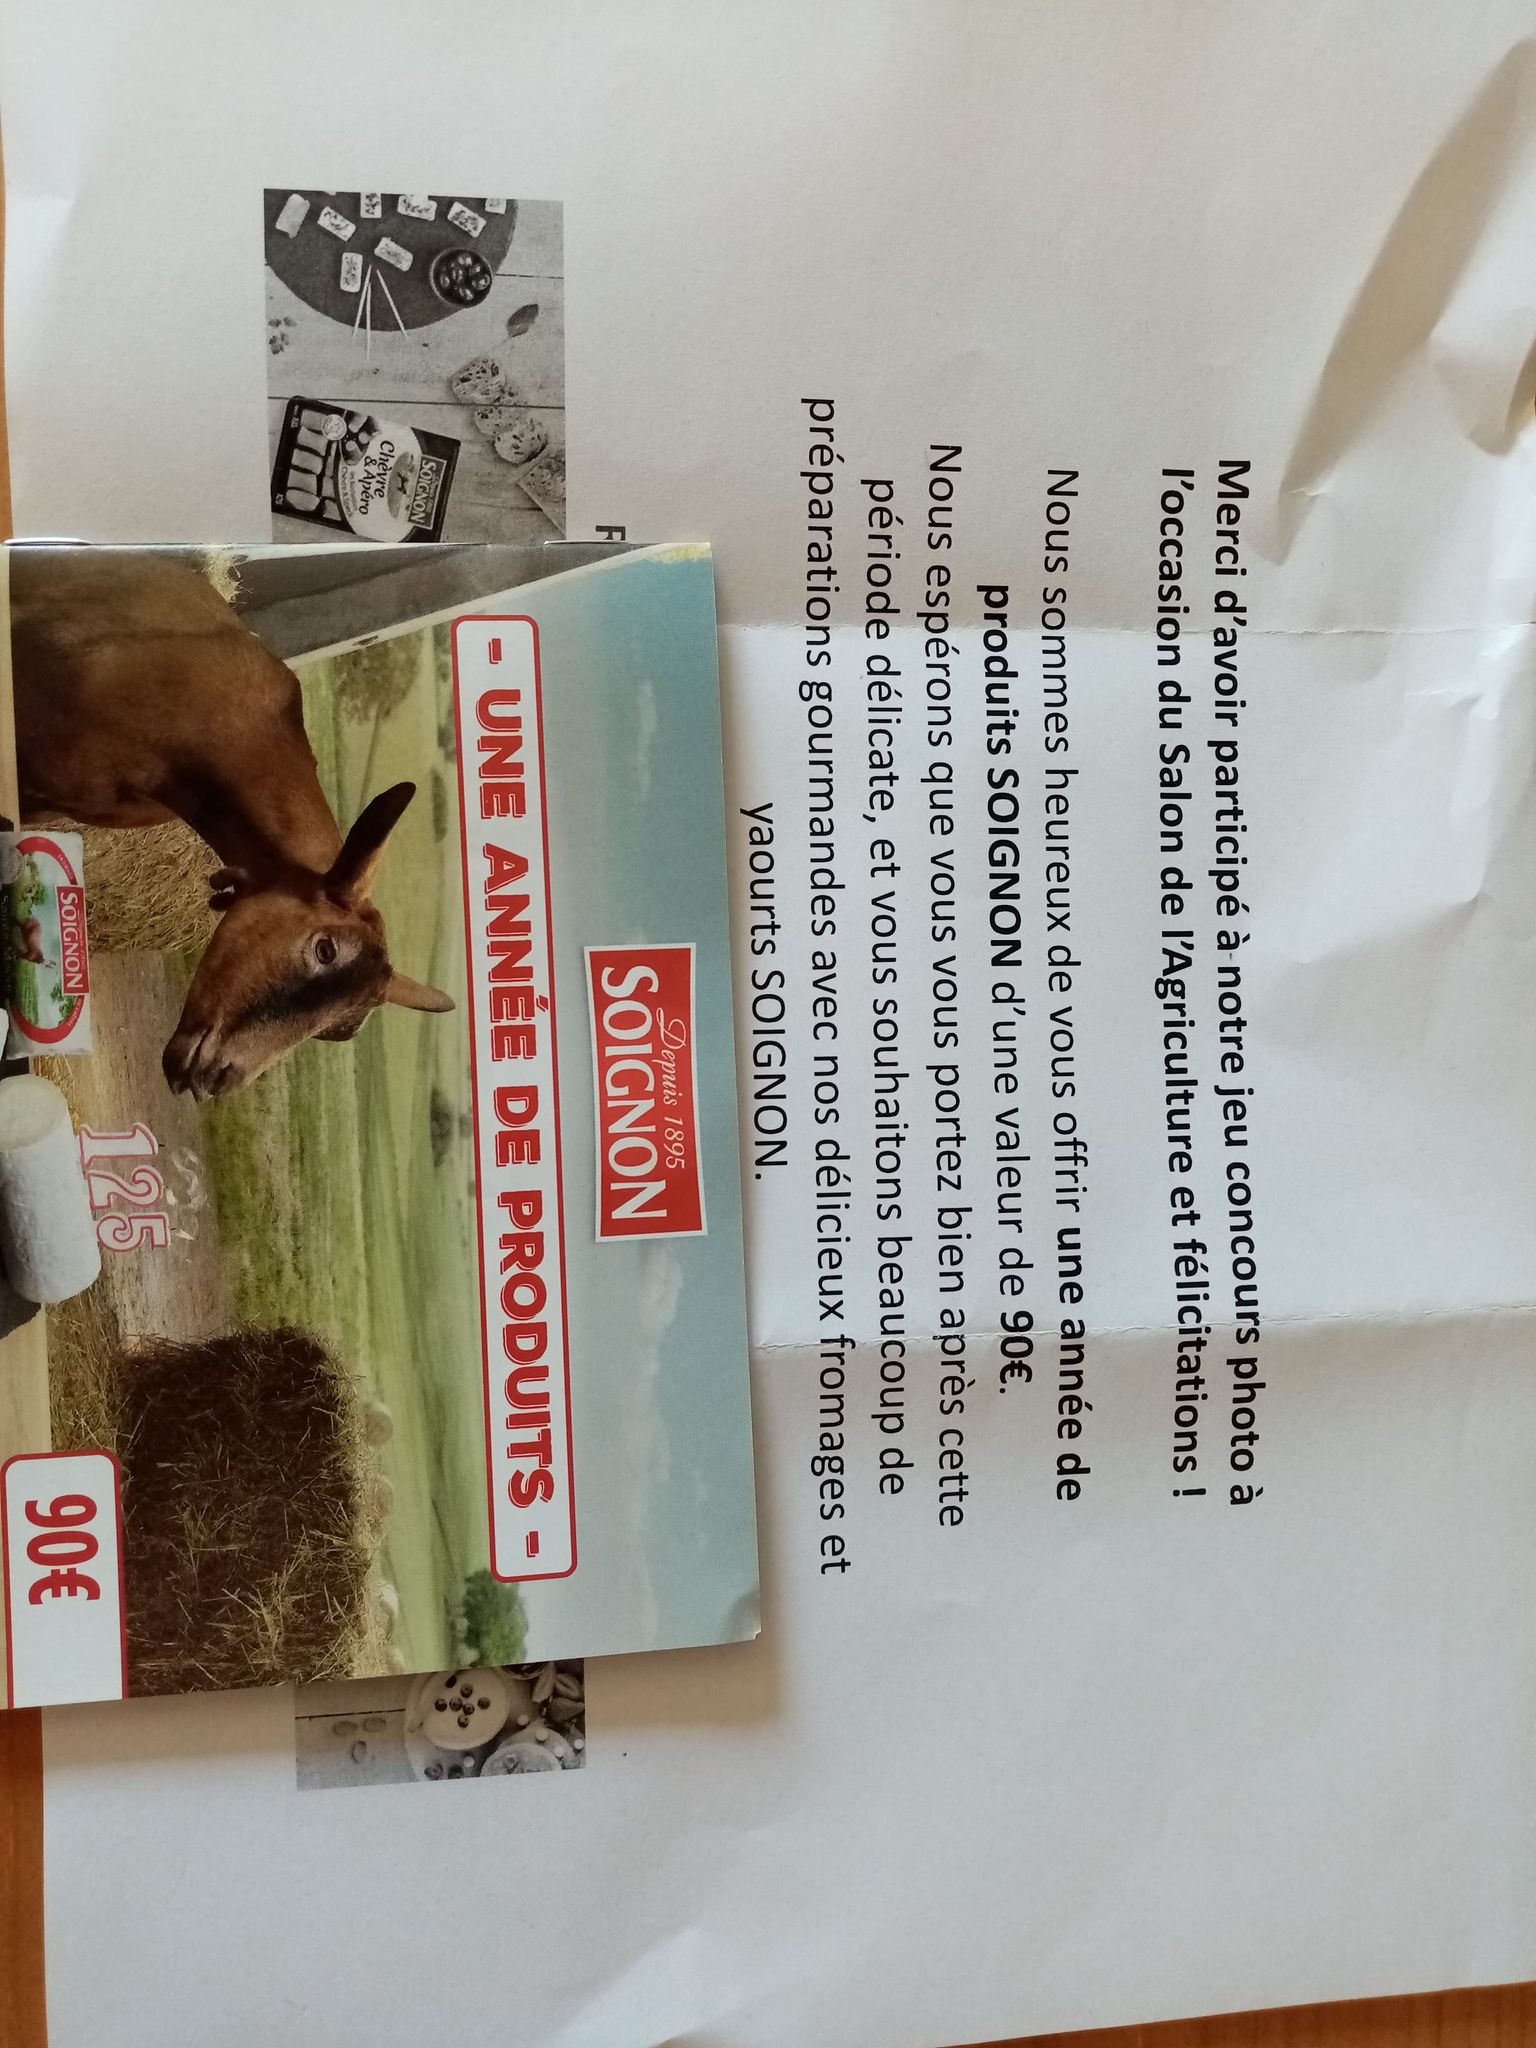 Merci d'avoir participé à notre jeu concours photo à
l'occasion du Salon de l'Agriculture et félicitations !
Nous sommes heureux de vous offrir une année de
produits SOIGNON d'une valeur de 90€.
Nous espérons que vous vous portez bien après cette
période délicate, et vous souhaitons beaucoup de
préparations gourmandes avec nos délicieux fromages et
yaourts SOIGNON.
Depuis 1895
SOIGNON
- UNE ANNÉE DE PRODUITS -
SOIGNON
Chèvre
& Apéro
SOIGNON
125
90€